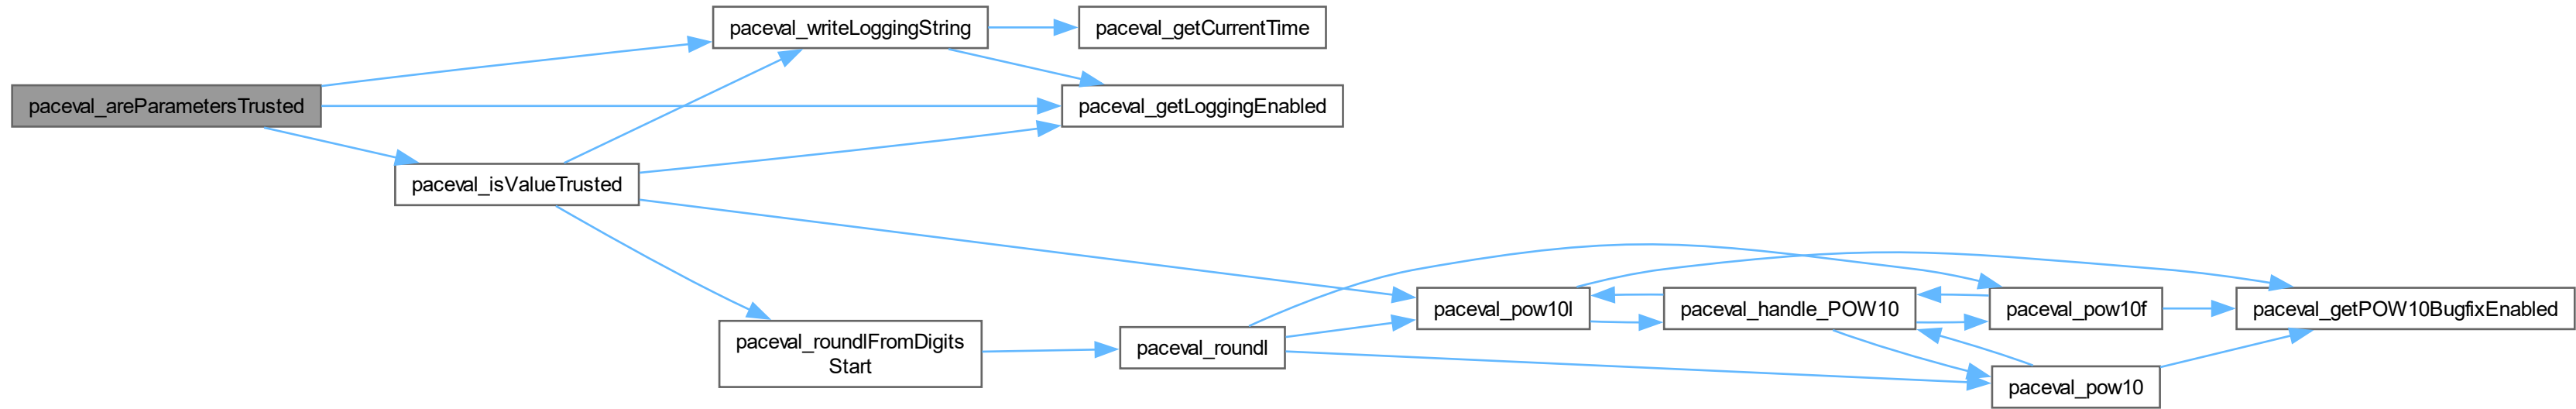 paceval_writeLoggingString
paceval_getCurrentTime
paceval_areParametersTrusted
paceval_getLoggingEnabled
paceval_isValueTrusted
paceval_pow10l
paceval_handle_POW10
paceval_pow10f
paceval_getPOW10BugfixEnabled
paceval_roundlFromDigits
Start
paceval_roundl
paceval_pow10